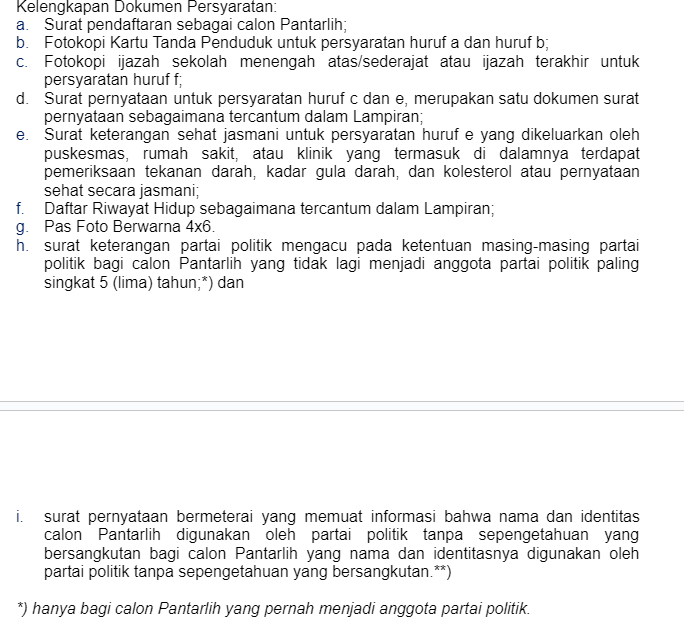 Kelengkapan Dokumen Persyaratan:
a. Surat pendaftaran sebagai calon Pantarlih;
b. Fotokopi Kartu Tanda Penduduk untuk persyaratan huruf a dan huruf b;
c. Fotokopi ijazah sekolah menengah atas/sederajat atau ijazah terakhir untuk
persyaratan huruf f;
d. Surat pernyataan untuk persyaratan huruf c dan e, merupakan satu dokumen surat
pernyataan sebagaimana tercantum dalam Lampiran;
e. Surat keterangan sehat jasmani untuk persyaratan huruf e yang dikeluarkan oleh
puskesmas, rumah sakit, atau klinik yang termasuk di dalamnya terdapat
pemeriksaan tekanan darah, kadar gula darah, dan kolesterol atau pernyataan
sehat secara jasmani;
f. Daftar Riwayat Hidup sebagaimana tercantum dalam Lampiran;
g. Pas Foto Berwarna 4x6.
h. surat keterangan partai politik mengacu pada ketentuan masing-masing partai
politik bagi calon Pantarlih yang tidak lagi menjadi anggota partai politik paling
singkat 5 (lima) tahun;*) dan
i. surat pernyataan bermeterai yang memuat informasi bahwa nama dan identitas
calon Pantarlih digunakan oleh partai politik tanpa sepengetahuan yang
bersangkutan bagi calon Pantarlih yang nama dan identitasnya digunakan oleh
partai politik tanpa sepengetahuan yang bersangkutan.**)
*) hanya bagi calon Pantarlih yang pernah menjadi anggota partai politik.